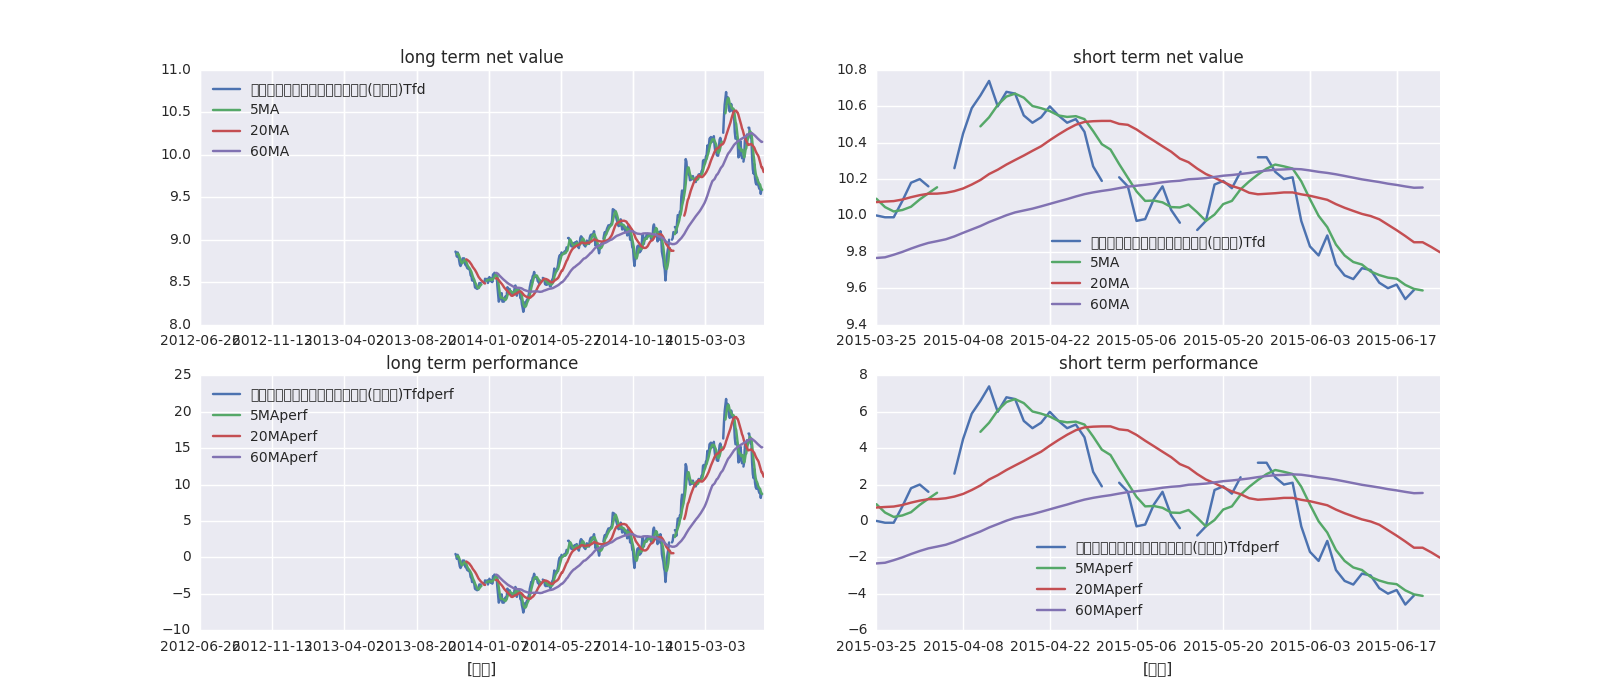 long term net value
11.0
10.5
10.0
9.5
9.0
8.5
8.0
Tfd
5MA
20MA
60MA
2012-06-26 2012-11-13 2013-04-02 2013-08-20 2014-01-07 2014-05-27 2014-10-14 2015-03-03
short term net value
10.8
10.6
10.4
10.2
10.0
9.8
9.6
9.4
Tfd
5MA
20MA
60MA
2015-03-25 2015-04-08 2015-04-22 2015-05-06 2015-05-20 2015-06-03 2015-06-17
long term performance
25
20
15
10
5
0
−5
−10
Tfdperf
5MAperf
20MAperf
60MAperf
2012-06-26 2012-11-13 2013-04-02 2013-08-20 2014-01-07 2014-05-27 2014-10-14 2015-03-03
short term performance
8
6
4
2
0
−2
−4
−6
Tfdperf
5MAperf
20MAperf
60MAperf
2015-03-25 2015-04-08 2015-04-22 2015-05-06 2015-05-20 2015-06-03 2015-06-17